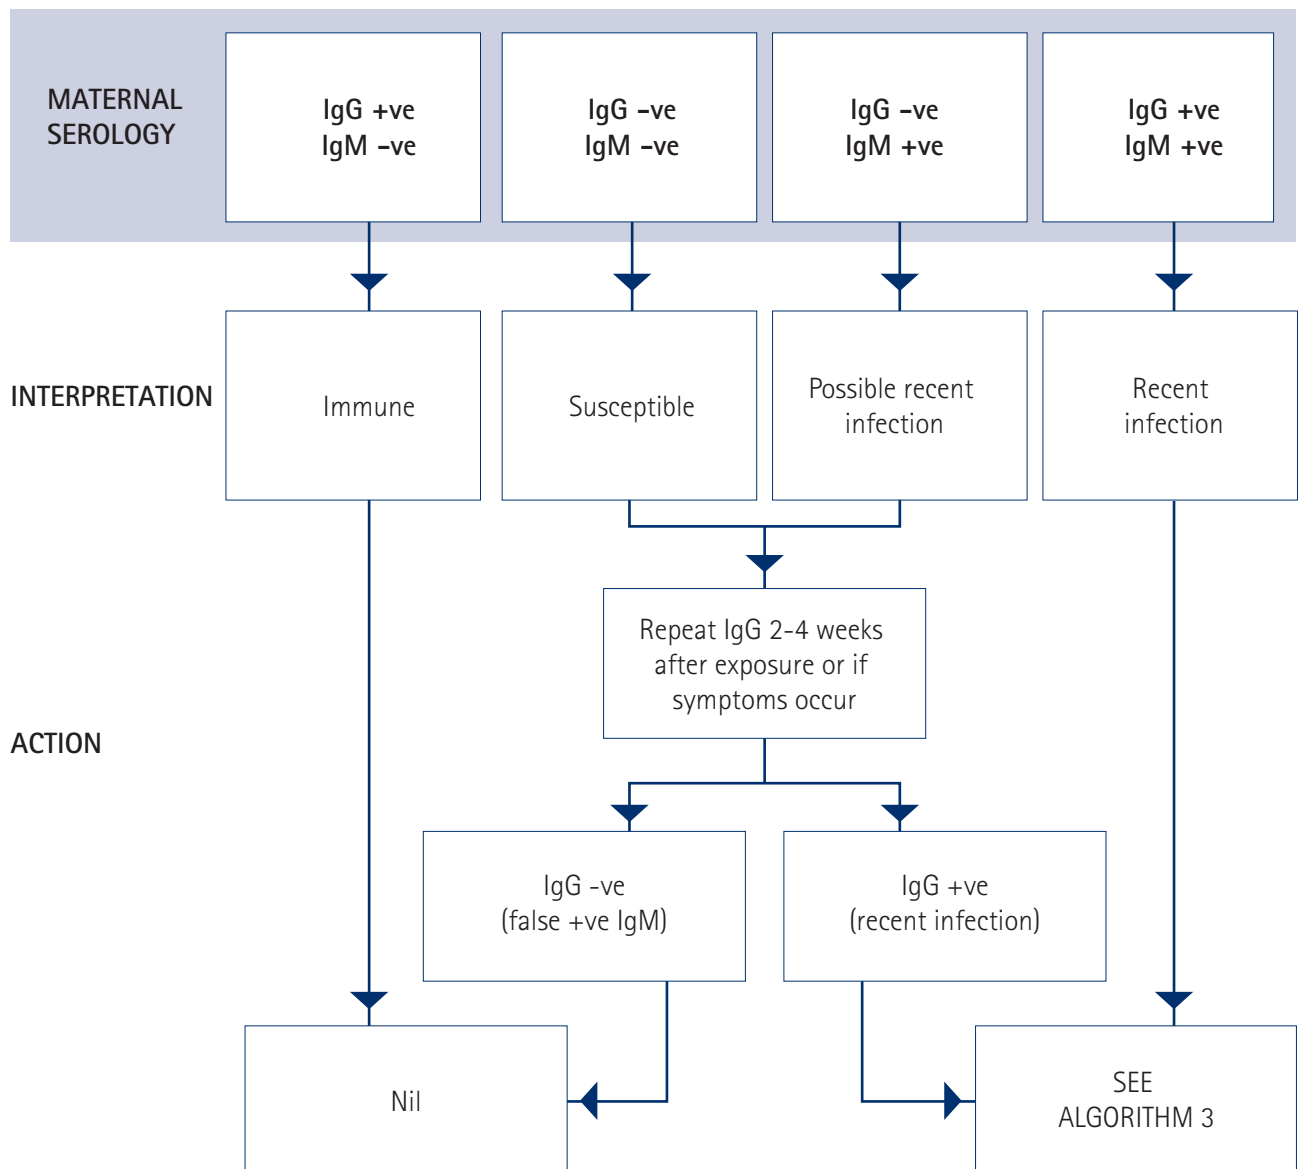 MATERNAL
SEROLOGY
IgG +ve
IgM –ve
IgG –ve
IgM –ve
IgG –ve
IgM +ve
IgG +ve
IgM +ve
INTERPRETATION
Immune
Susceptible
Possible recent
infection
Recent
infection
ACTION
Repeat IgG 2-4 weeks
after exposure or if
symptoms occur
IgG -ve
(false +ve IgM)
IgG +ve
(recent infection)
Nil
SEE
ALGORITHM 3